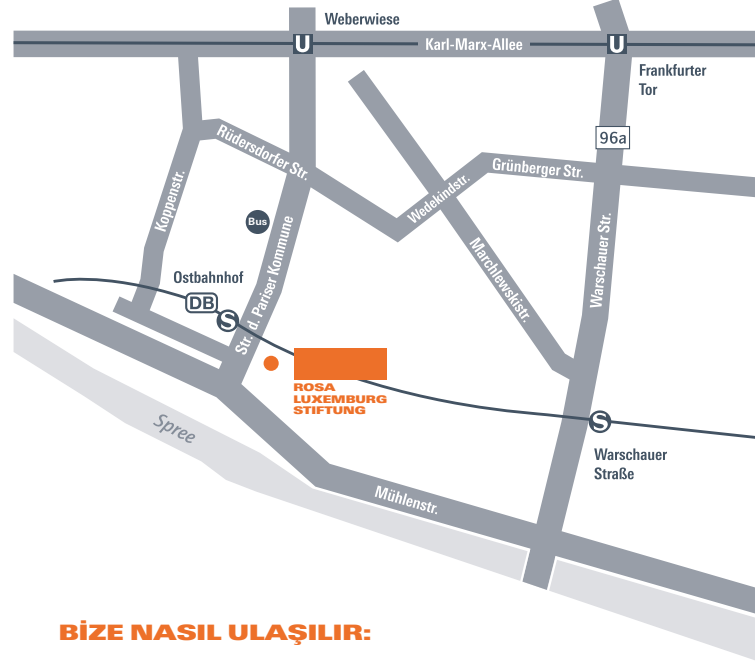 Weberwiese
U
Karl-Marx-Allee
U
Frankfurter
Tor
96a
Rüdersdorfer Str.
Grünberger Str.
Koppenstr.
Wedekindstr.
Bus
Str. d. Pariser Kommune
Marchlewskistr.
Warschauer Str.
Ostbahnhof
DB
S
ROSA
LUXEMBURG
STIFTUNG
Spree
S
Warschauer
Straße
Mühlenstr.
BİZE NASIL ULAŞILIR: